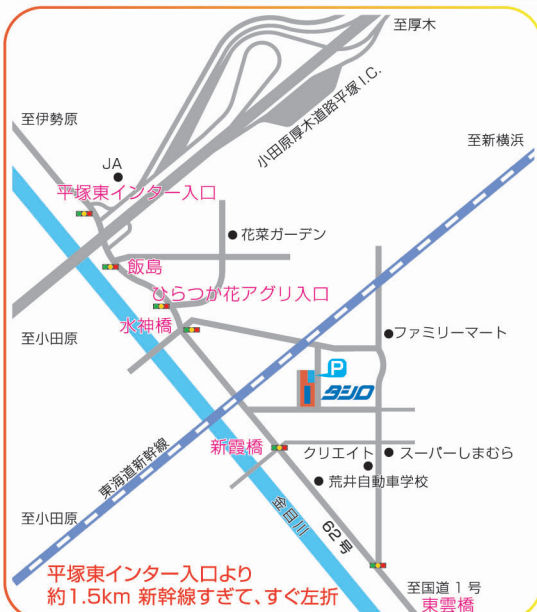 至厚木
小田原厚木道路平塚I.C.
至伊勢原
至新横浜
JA
平塚東インター入口
花菜ガーデン
飯島
ひらつか花アグリ入口
水神橋
至小田原
ファミリーマート
P
タシロ
新霞橋
クリエイト
スーパーしまむら
東海道新幹線
荒井自動車学校
至小田原
金目川
62号
至国道1号
東雲橋
平塚東インター入口より
約1.5km 新幹線すぎて、すぐ左折